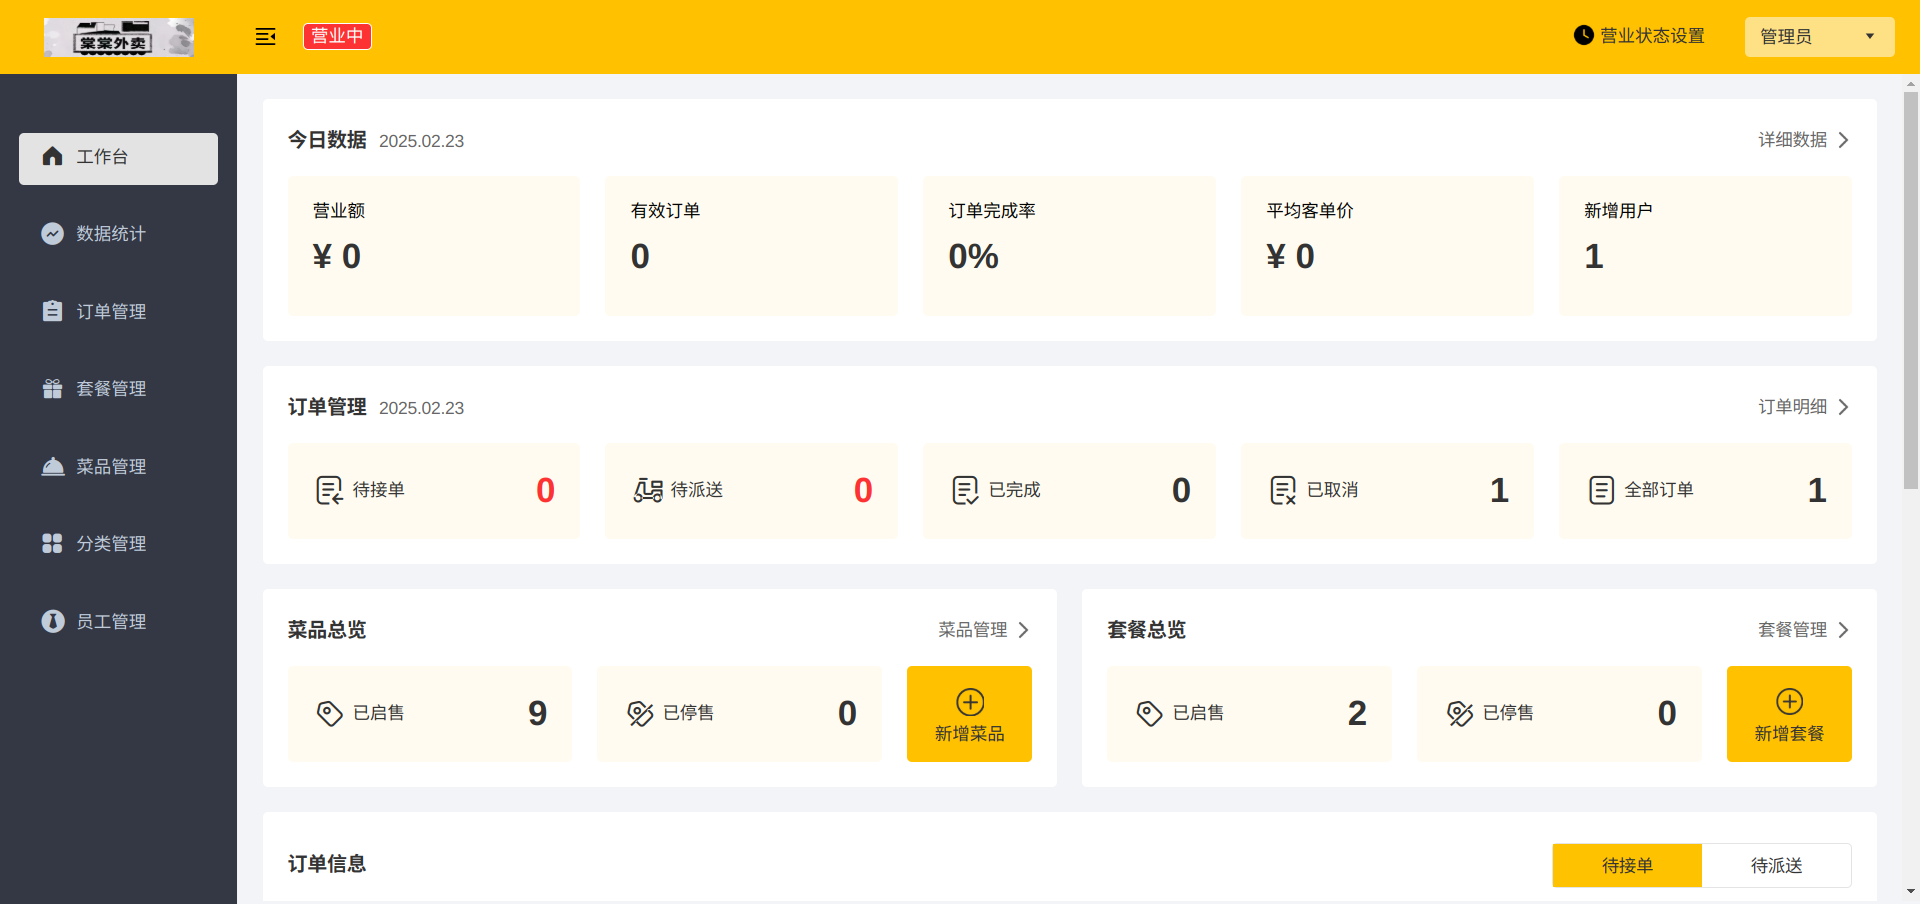 棠棠外卖
营业中
营业状态设置
管理员
工作台
数据统计
订单管理
套餐管理
菜品管理
分类管理
员工管理
今日数据 2025.02.23
详细数据
营业额
¥ 0
有效订单
0
订单完成率
0%
平均客单价
¥ 0
新增用户
1
订单管理 2025.02.23
订单明细
待接单 0
待派送 0
已完成 0
已取消 1
全部订单 1
菜品总览
菜品管理
已启售 9
已停售 0
新增菜品
套餐总览
套餐管理
已启售 2
已停售 0
新增套餐
订单信息
待接单
待派送